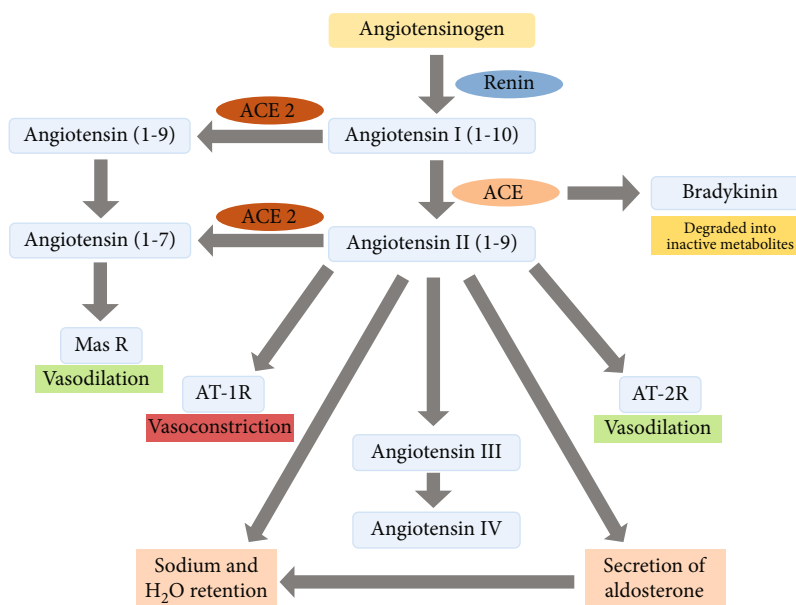 Angiotensinogen
Renin
ACE 2
Angiotensin (1-9)
Angiotensin I (1-10)
ACE
Bradykinin
Degraded into
inactive metabolites
ACE 2
Angiotensin (1-7)
Angiotensin II (1-9)
Mas R
Vasodilation
AT-1R
Vasoconstriction
AT-2R
Vasodilation
Angiotensin III
Angiotensin IV
Sodium and
H₂O retention
Secretion of
aldosterone